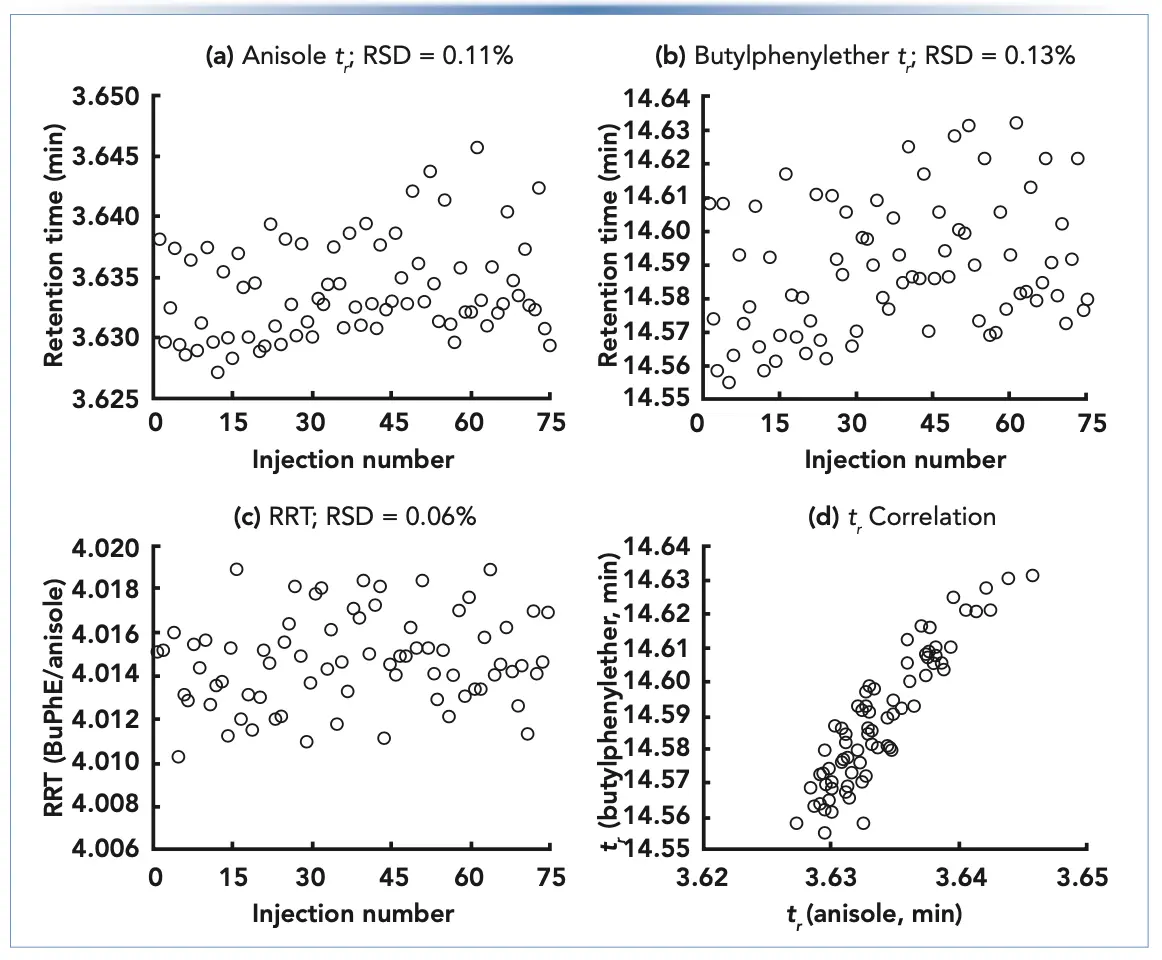 (a) Anisole tr; RSD = 0.11%
Retention time (min)
3.650
3.645
3.640
3.635
3.630
3.625
0 15 30 45 60 75
Injection number
(b) Butylphenylether tr; RSD = 0.13%
Retention time (min)
14.64
14.63
14.62
14.61
14.60
14.59
14.58
14.57
14.56
14.55
0 15 30 45 60 75
Injection number
(c) RRT; RSD = 0.06%
RRT (BuPhE/anisole)
4.020
4.018
4.016
4.014
4.012
4.010
4.008
4.006
0 15 30 45 60 75
Injection number
(d) tr Correlation
tr (butylphenylether, min)
14.64
14.63
14.62
14.61
14.60
14.59
14.58
14.57
14.56
14.55
3.62 3.63 3.64 3.65
tr (anisole, min)